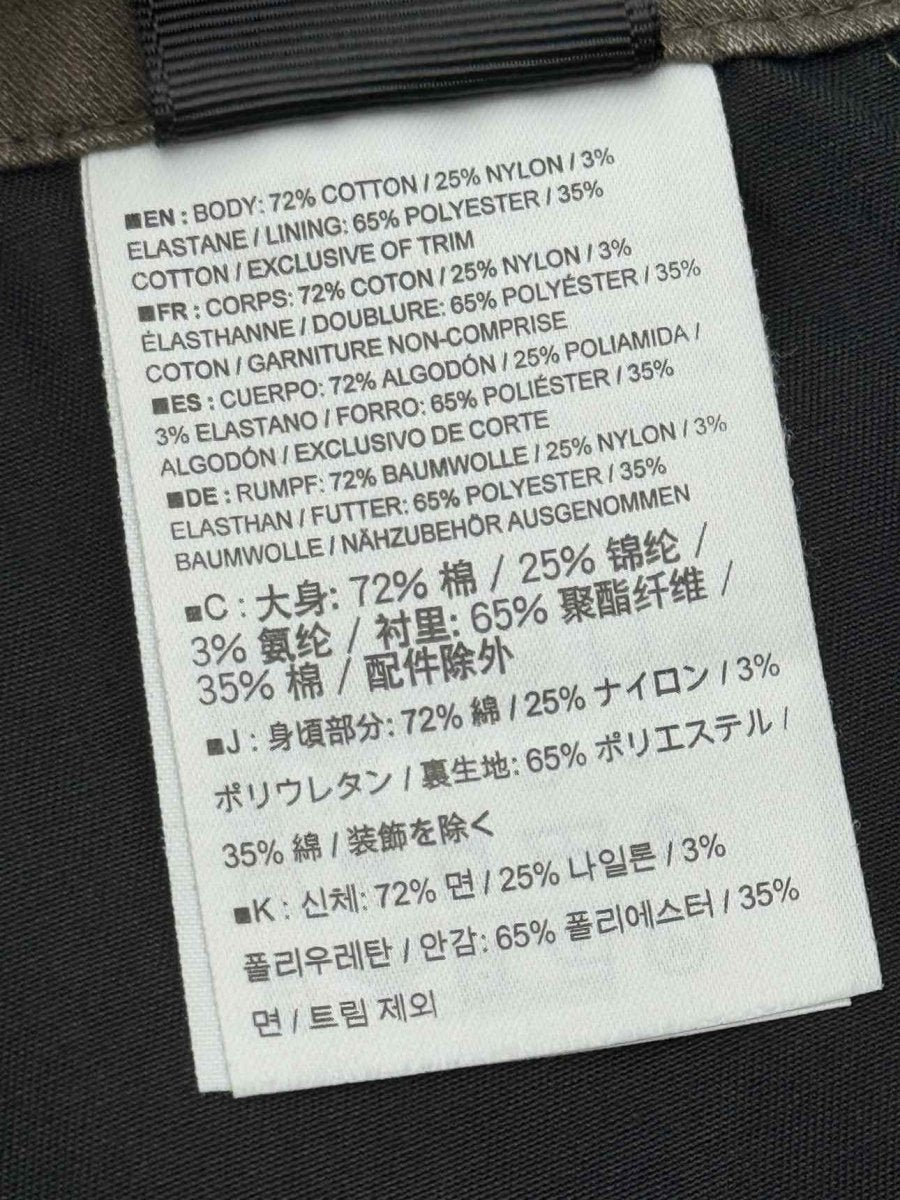 ■EN : BODY: 72% COTTON / 25% NYLON / 3%
ELASTANE / LINING: 65% POLYESTER / 35%
COTTON / EXCLUSIVE OF TRIM
■FR : CORPS: 72% COTON / 25% NYLON / 3%
ÉLASTHANNE / DOUBLURE: 65% POLYÉSTER / 35%
COTON / GARNITURE NON-COMPRISE
■ES : CUERPO: 72% ALGODÓN / 25% POLIAMIDA /
3% ELASTANO / FORRO: 65% POLIÉSTER / 35%
ALGODÓN / EXCLUSIVO DE CORTE
■DE : RUMPF: 72% BAUMWOLLE / 25% NYLON / 3%
ELASTHAN / FUTTER: 65% POLYESTER / 35%
BAUMWOLLE / NÄHZUBEHÖR AUSGENOMMEN
■C : 大身: 72% 棉 / 25% 锦纶 /
3% 氨纶 / 衬里: 65% 聚酯纤维 /
35% 棉 / 配件除外
■J : 身頃部分: 72% 綿 / 25% ナイロン / 3%
ポリウレタン / 裏生地: 65% ポリエステル /
35% 綿 / 装飾を除く
■K : 신체: 72% 면 / 25% 나일론 / 3%
폴리우레탄 / 안감: 65% 폴리에스터 / 35%
면 / 트림 제외